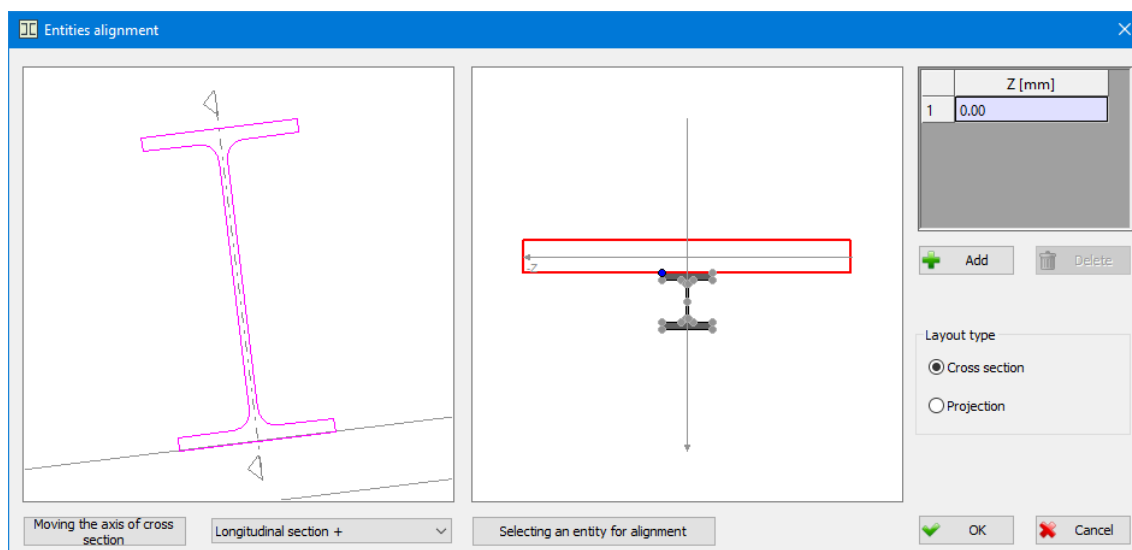 Entities alignment
Z [mm]
1 0.00
Add
Delete
-Z
Layout type
Cross section
Projection
Moving the axis of cross
section
Longitudinal section +
Selecting an entity for alignment
OK
Cancel